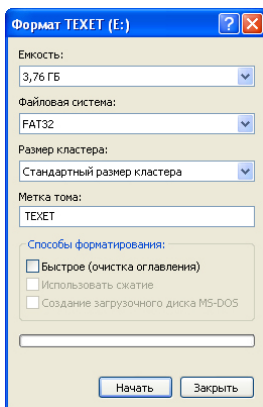 Формат TEXET (E:)
Емкость:
3,76 ГБ
Файловая система:
FAT32
Размер кластера:
Стандартный размер кластера
Метка тома:
TEXET
Способы форматирования:
Быстрое (очистка оглавления)
Использовать сжатие
Создание загрузочного диска MS-DOS
Начать
Закрыть